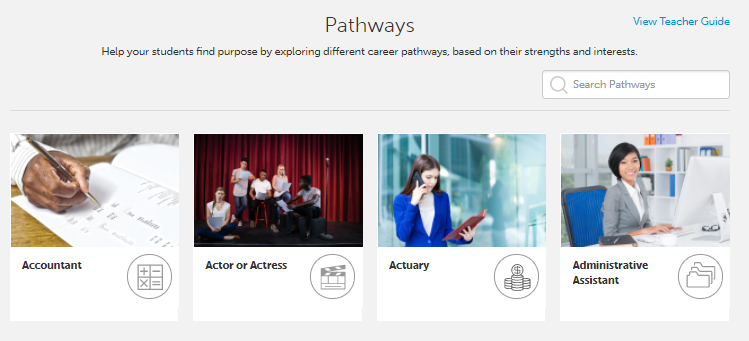 Pathways
View Teacher Guide
Help your students find purpose by exploring different career pathways, based on their strengths and interests.
Search Pathways
Accountant
Actor or Actress
Actuary
Administrative
Assistant